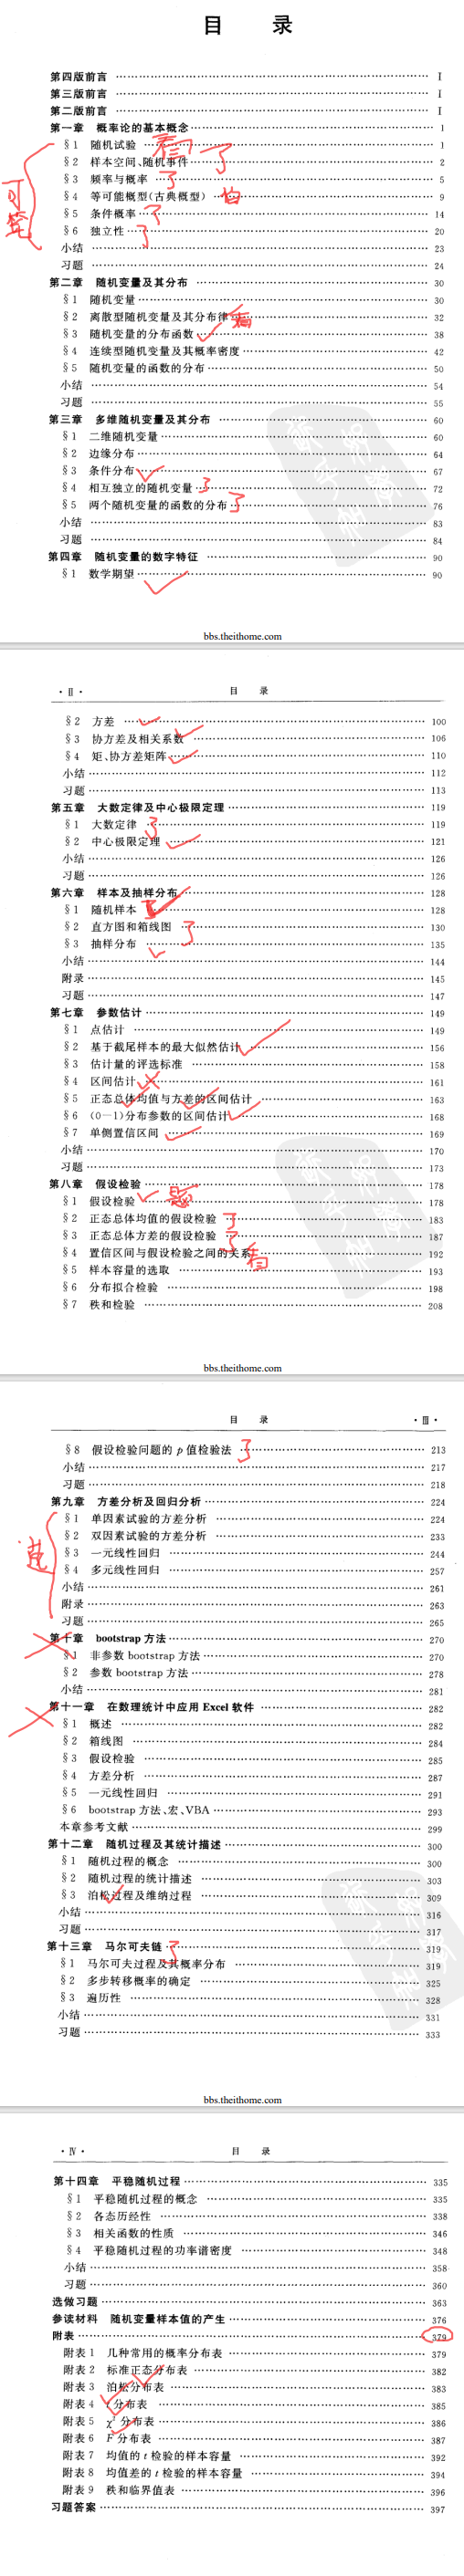 目 录
第四版前言 Ⅰ
第三版前言 Ⅰ
第二版前言 Ⅰ
第一章 概率论的基本概念 1
§1 随机试验 1
§2 样本空间、随机事件 2
§3 频率与概率 5
§4 等可能概型(古典概型) 9
§5 条件概率 14
§6 独立性 20
小结 23
习题 24
第二章 随机变量及其分布 30
§1 随机变量 30
§2 离散型随机变量及其分布律 32
§3 随机变量的分布函数 38
§4 连续型随机变量及其概率密度 42
§5 随机变量的函数的分布 50
小结 54
习题 55
第三章 多维随机变量及其分布 60
§1 二维随机变量 60
§2 边缘分布 64
§3 条件分布 67
§4 相互独立的随机变量 72
§5 两个随机变量的函数的分布 76
小结 83
习题 84
第四章 随机变量的数字特征 90
§1 数学期望 90
bbs.theithome.com
·Ⅱ· 目 录
§2 方差 100
§3 协方差及相关系数 106
§4 矩、协方差矩阵 110
小结 112
习题 113
第五章 大数定律及中心极限定理 119
§1 大数定律 119
§2 中心极限定理 121
小结 126
习题 126
第六章 样本及抽样分布 128
§1 随机样本 128
§2 直方图和箱线图 130
§3 抽样分布 135
小结 144
附录 145
习题 147
第七章 参数估计 149
§1 点估计 149
§2 基于截尾样本的最大似然估计 156
§3 估计量的评选标准 158
§4 区间估计 161
§5 正态总体均值与方差的区间估计 163
§6 (0—1)分布参数的区间估计 168
§7 单侧置信区间 169
小结 170
习题 173
第八章 假设检验 178
§1 假设检验 178
§2 正态总体均值的假设检验 183
§3 正态总体方差的假设检验 187
§4 置信区间与假设检验之间的关系 192
§5 样本容量的选取 193
§6 分布拟合检验 198
§7 秩和检验 208
bbs.theithome.com
目 录 ·Ⅲ·
§8 假设检验问题的 p 值检验法 213
小结 217
习题 218
第九章 方差分析及回归分析 224
§1 单因素试验的方差分析 224
§2 双因素试验的方差分析 233
§3 一元线性回归 244
§4 多元线性回归 257
小结 261
附录 263
习题 265
第十章 bootstrap 方法 270
§1 非参数 bootstrap 方法 270
§2 参数 bootstrap 方法 278
小结 281
第十一章 在数理统计中应用 Excel 软件 282
§1 概述 282
§2 箱线图 284
§3 假设检验 285
§4 方差分析 287
§5 一元线性回归 291
§6 bootstrap 方法、宏、VBA 293
本章参考文献 299
第十二章 随机过程及其统计描述 300
§1 随机过程的概念 300
§2 随机过程的统计描述 303
§3 泊松过程及维纳过程 309
小结 316
习题 317
第十三章 马尔可夫链 319
§1 马尔可夫过程及其概率分布 319
§2 多步转移概率的确定 325
§3 遍历性 328
小结 331
习题 333
bbs.theithome.com
·Ⅳ· 目 录
第十四章 平稳随机过程 335
§1 平稳随机过程的概念 335
§2 各态历经性 338
§3 相关函数的性质 346
§4 平稳随机过程的功率谱密度 348
小结 358
习题 360
选做习题 363
参读材料 随机变量样本值的产生 376
附表 379
附表 1 几种常用的概率分布表 379
附表 2 标准正态分布表 382
附表 3 泊松分布表 383
附表 4 t 分布表 385
附表 5 χ² 分布表 386
附表 6 F 分布表 387
附表 7 均值的 t 检验的样本容量 392
附表 8 均值差的 t 检验的样本容量 394
附表 9 秩和临界值表 396
习题答案 397